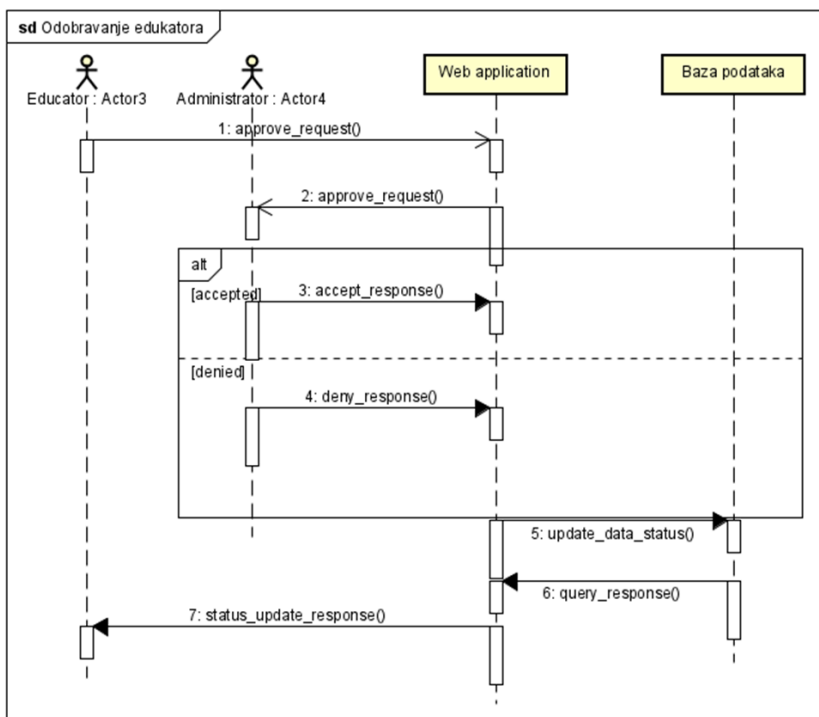 sd Odobravanje edukatora
Educator : Actor3
Administrator : Actor4
Web application
Baza podataka
1: approve_request()
2: approve_request()
alt
[accepted]
3: accept_response()
[denied]
4: deny_response()
5: update_data_status()
6: query_response()
7: status_update_response()